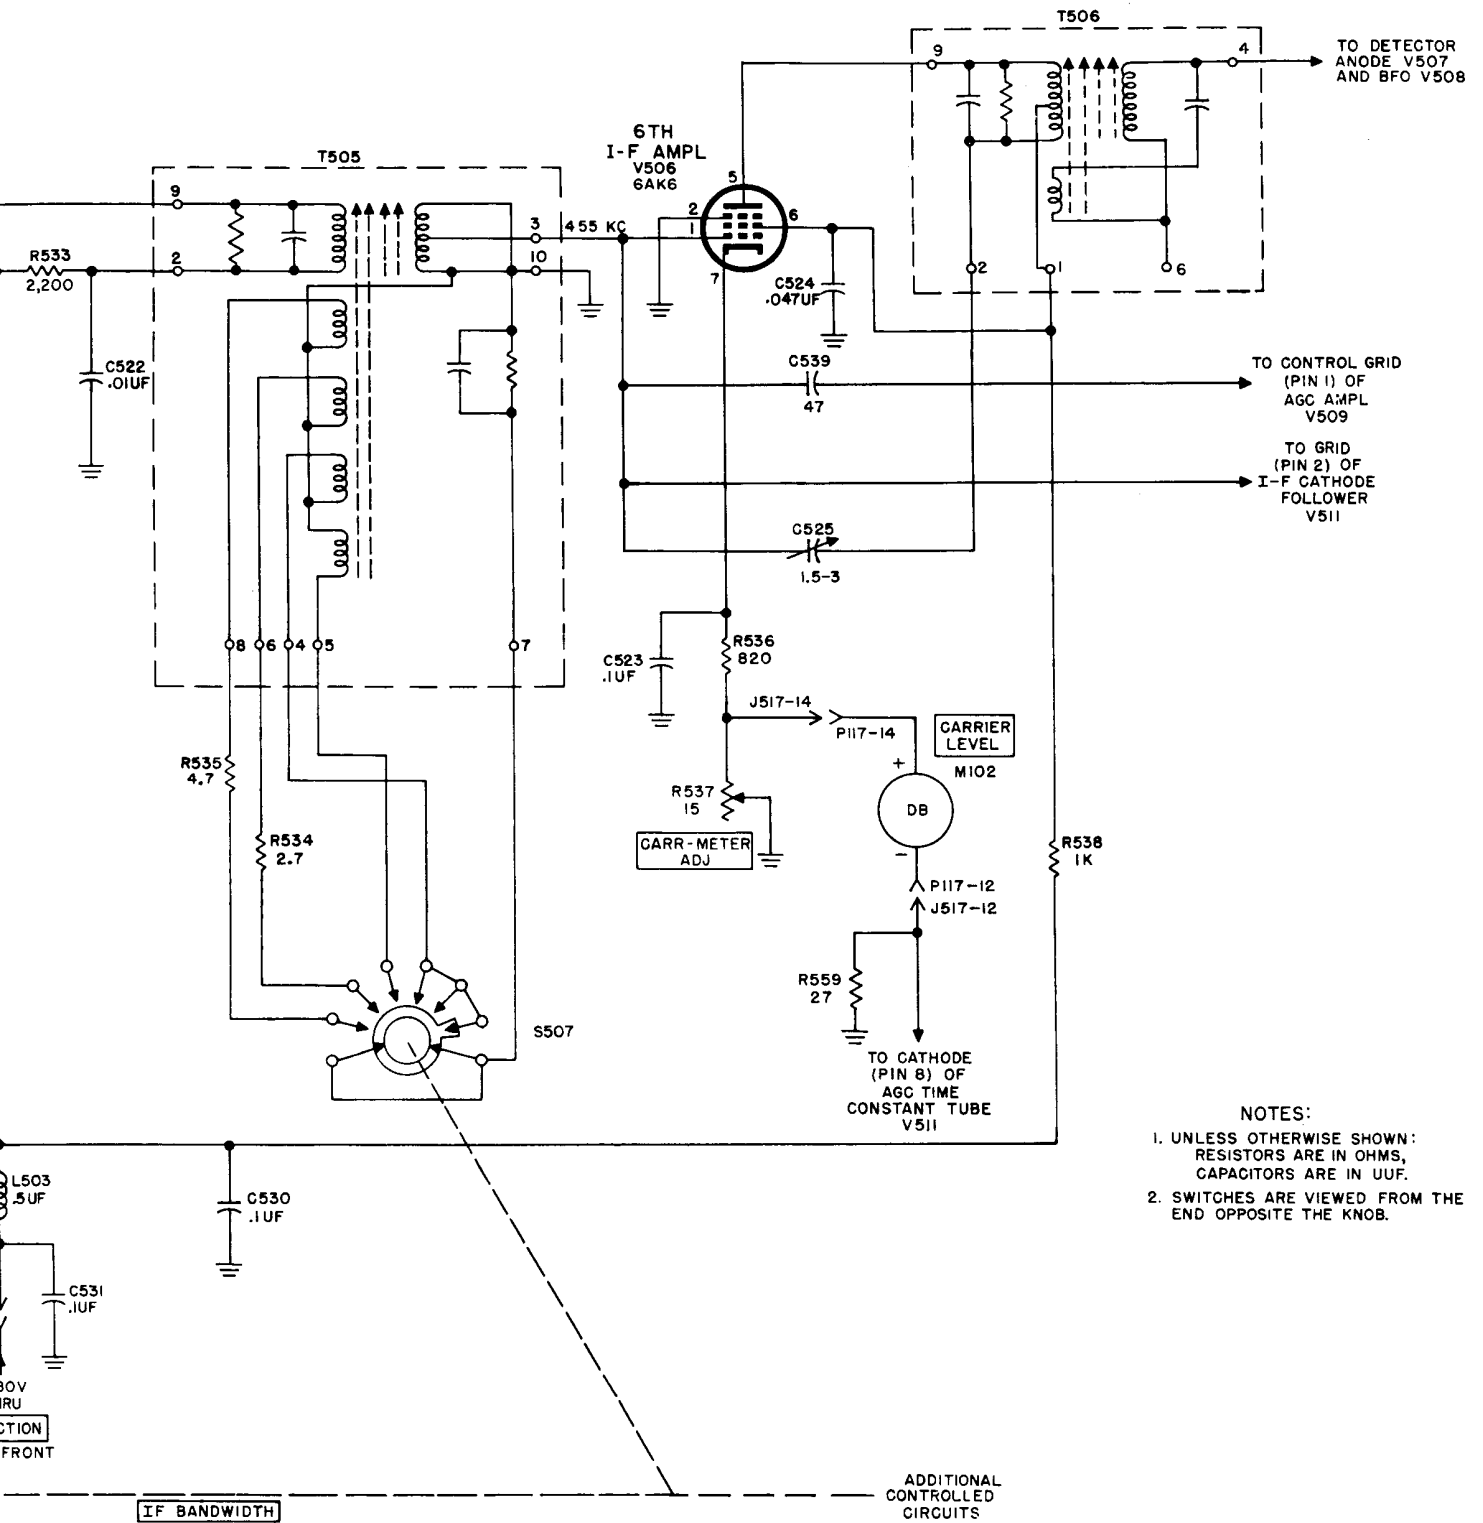 T506
9
4
TO DETECTOR
ANODE V507
AND BFO V508
6TH
I-F AMPL
V506
6AK6
T505
9
5
2
1
6
3
455 KC
R533
2,200
2
10
7
C524
.047UF
2
1
6
C522
.01UF
C539
47
TO CONTROL GRID
(PIN 1) OF
AGC AMPL
V509
TO GRID
(PIN 2) OF
I-F CATHODE
FOLLOWER
V511
C525
1.5-3
8
6
4
5
7
C523
.1UF
R536
820
J517-14
P117-14
CARRIER
LEVEL
M102
R535
4.7
R537
15
+
DB
-
R534
2.7
CARR-METER
ADJ
R538
1K
P117-12
J517-12
R559
27
S507
TO CATHODE
(PIN 8) OF
AGC TIME
CONSTANT TUBE
V511
NOTES:
1. UNLESS OTHERWISE SHOWN:
RESISTORS ARE IN OHMS,
CAPACITORS ARE IN UUF.
2. SWITCHES ARE VIEWED FROM THE
END OPPOSITE THE KNOB.
L503
.5UF
C530
.1UF
C531
.1UF
80V
RU
CTION
FRONT
IF BANDWIDTH
ADDITIONAL
CONTROLLED
CIRCUITS